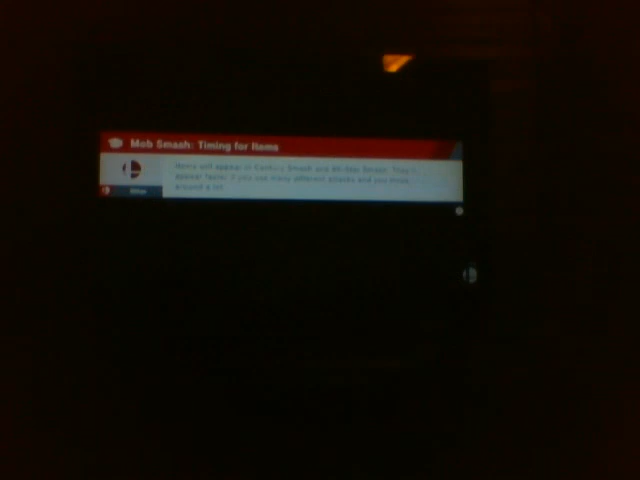 Mob Smash: Timing for Items
Items will appear in Century Smash and All-Star Smash. They'll
appear faster if you use many different attacks and you move
around a lot.
Other